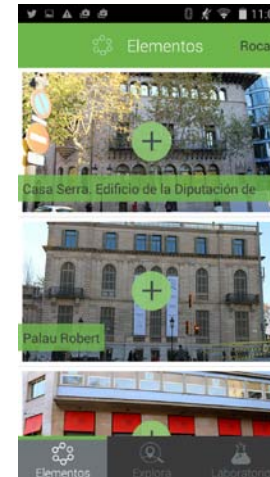 Elementos
Roca
Casa Serra. Edificio de la Diputación de
Palau Robert
Elementos
Explora
Laboratorio